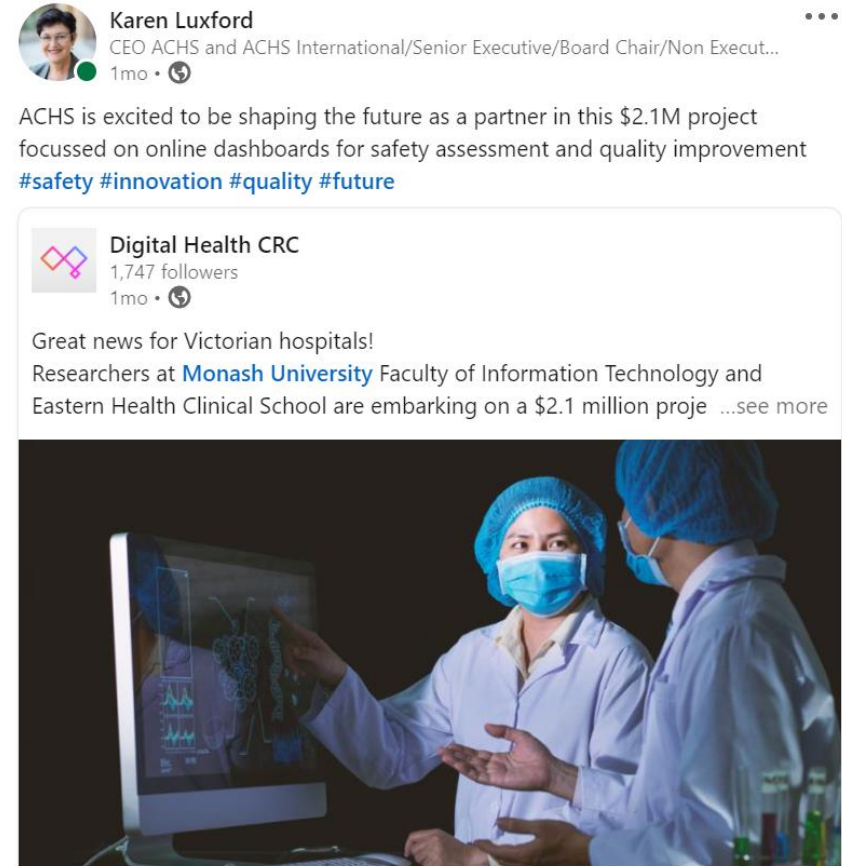 Karen Luxford
CEO ACHS and ACHS International/Senior Executive/Board Chair/Non Execut...
1mo •
ACHS is excited to be shaping the future as a partner in this $2.1M project
focussed on online dashboards for safety assessment and quality improvement
#safety #innovation #quality #future
Digital Health CRC
1,747 followers
1mo •
Great news for Victorian hospitals!
Researchers at Monash University Faculty of Information Technology and
Eastern Health Clinical School are embarking on a $2.1 million proje ...see more